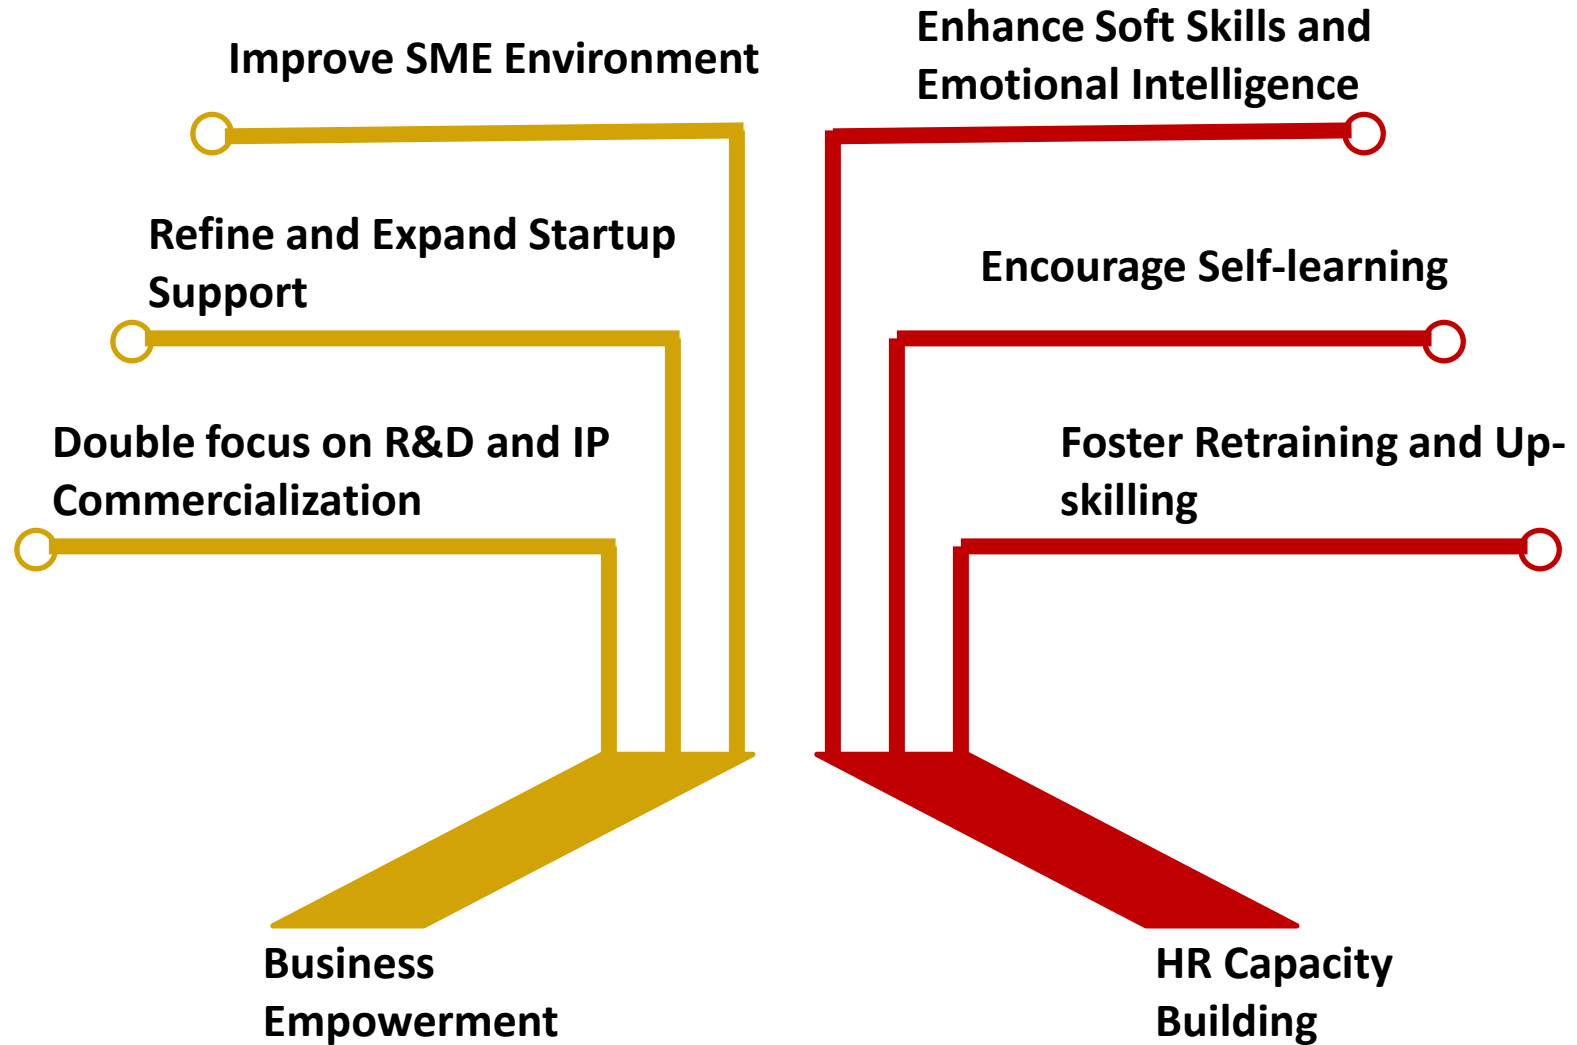 Improve SME Environment
Enhance Soft Skills and
Emotional Intelligence
Refine and Expand Startup
Support
Encourage Self-learning
Double focus on R&D and IP
Commercialization
Foster Retraining and Up-
skilling
Business
Empowerment
HR Capacity
Building